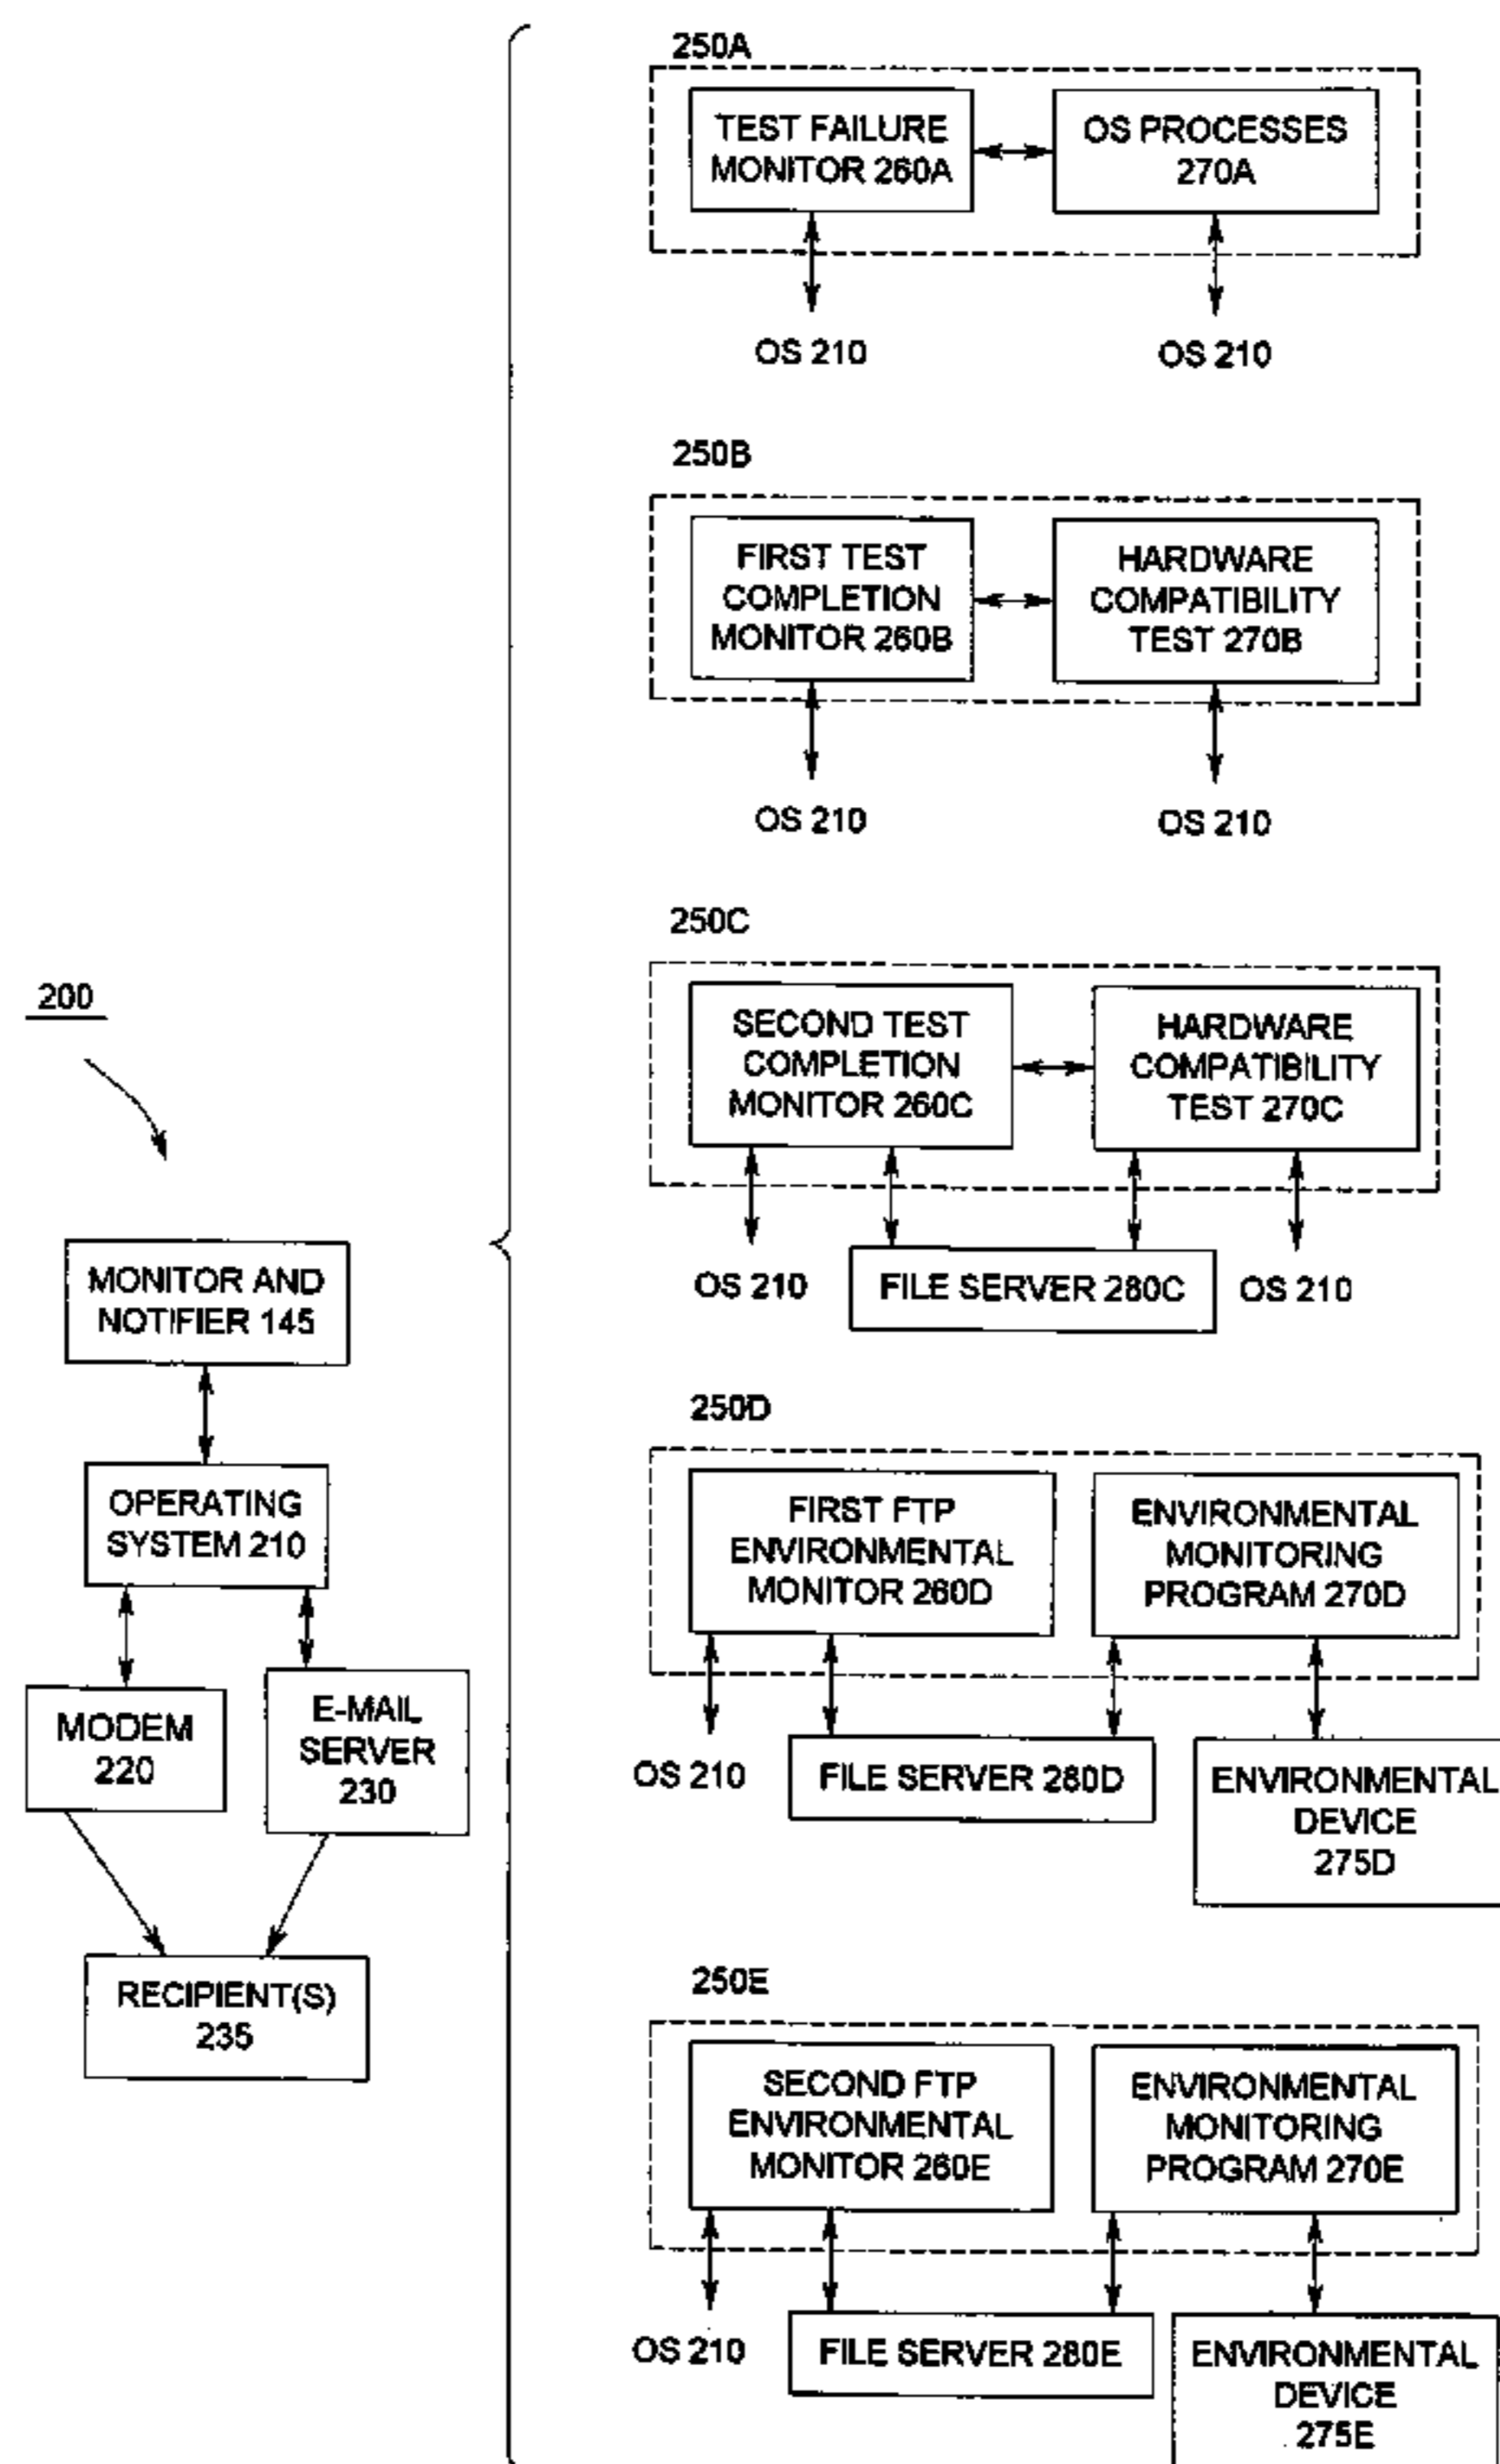 200
MONITOR AND
NOTIFIER 145
OPERATING
SYSTEM 210
MODEM
220
E-MAIL
SERVER
230
RECIPIENT(S)
235
250A
TEST FAILURE
MONITOR 260A
OS PROCESSES
270A
OS 210
OS 210
250B
FIRST TEST
COMPLETION
MONITOR 260B
HARDWARE
COMPATIBILITY
TEST 270B
OS 210
OS 210
250C
SECOND TEST
COMPLETION
MONITOR 260C
HARDWARE
COMPATIBILITY
TEST 270C
OS 210
FILE SERVER 280C
OS 210
250D
FIRST FTP
ENVIRONMENTAL
MONITOR 260D
ENVIRONMENTAL
MONITORING
PROGRAM 270D
OS 210
FILE SERVER 280D
ENVIRONMENTAL
DEVICE
275D
250E
SECOND FTP
ENVIRONMENTAL
MONITOR 260E
ENVIRONMENTAL
MONITORING
PROGRAM 270E
OS 210
FILE SERVER 280E
ENVIRONMENTAL
DEVICE
275E